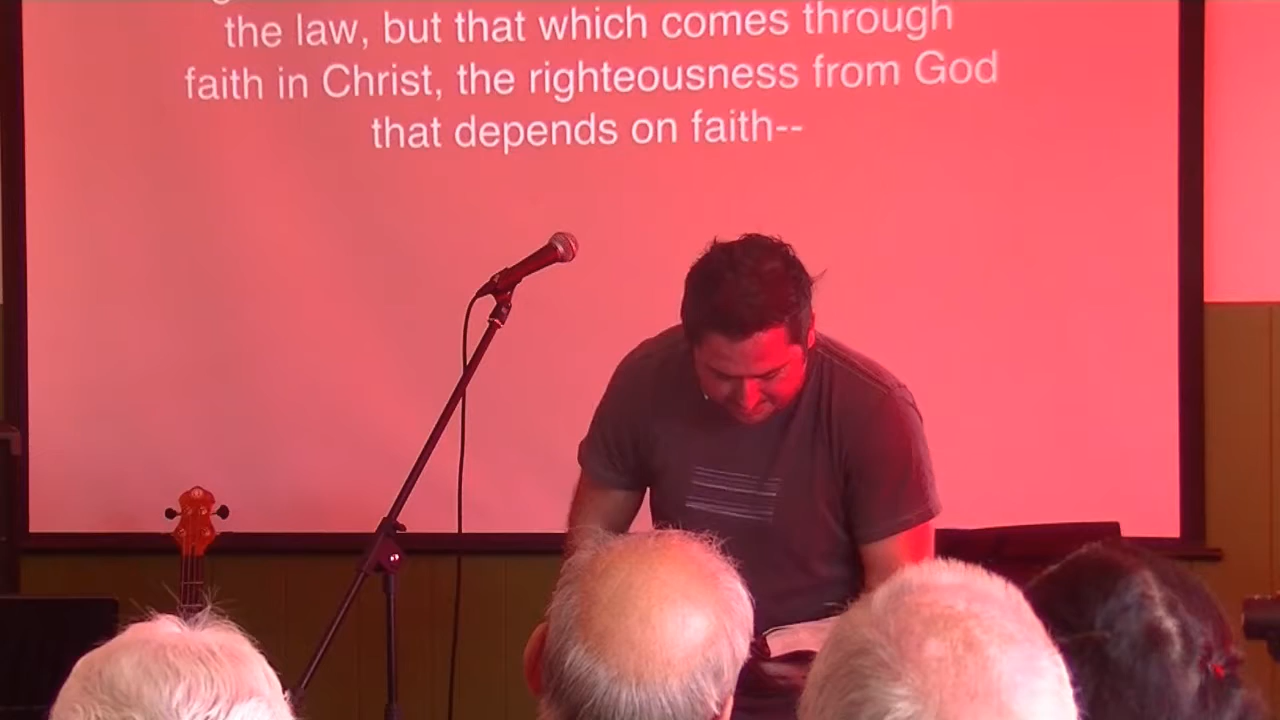 the law, but that which comes through
faith in Christ, the righteousness from God
that depends on faith--